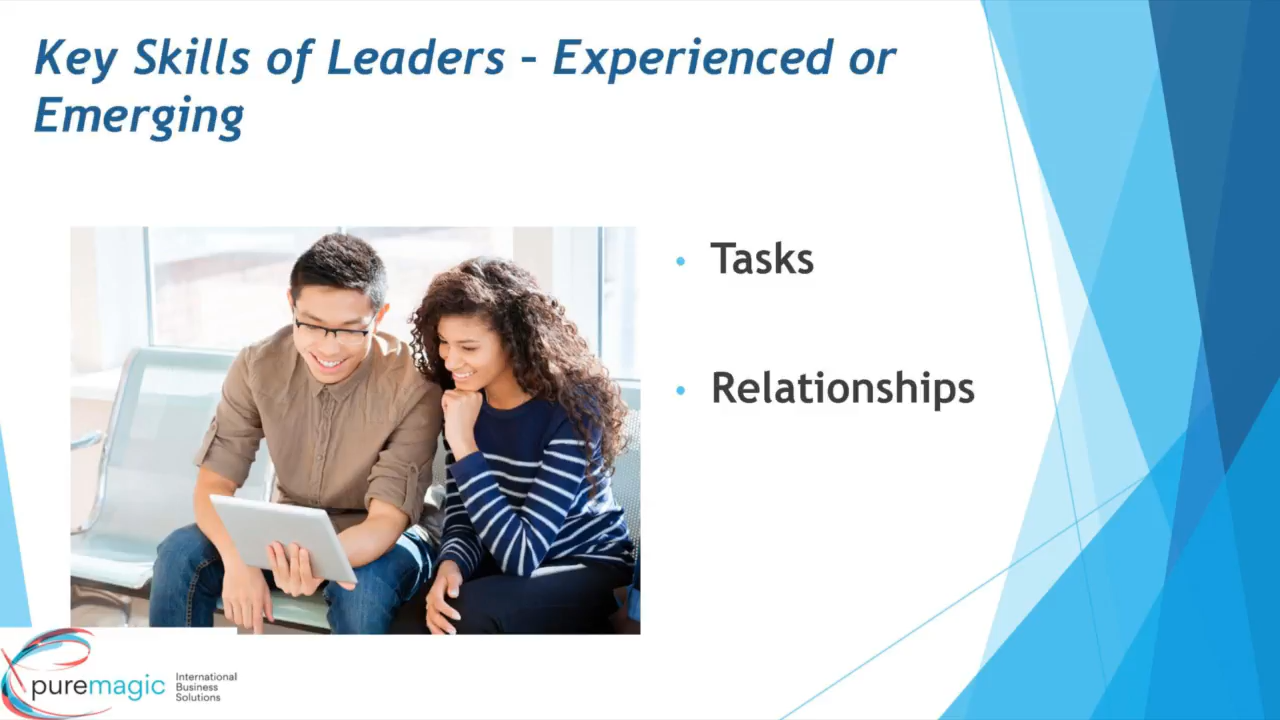 Key Skills of Leaders – Experienced or
Emerging
• Tasks
• Relationships
puremagic
International
Business
Solutions